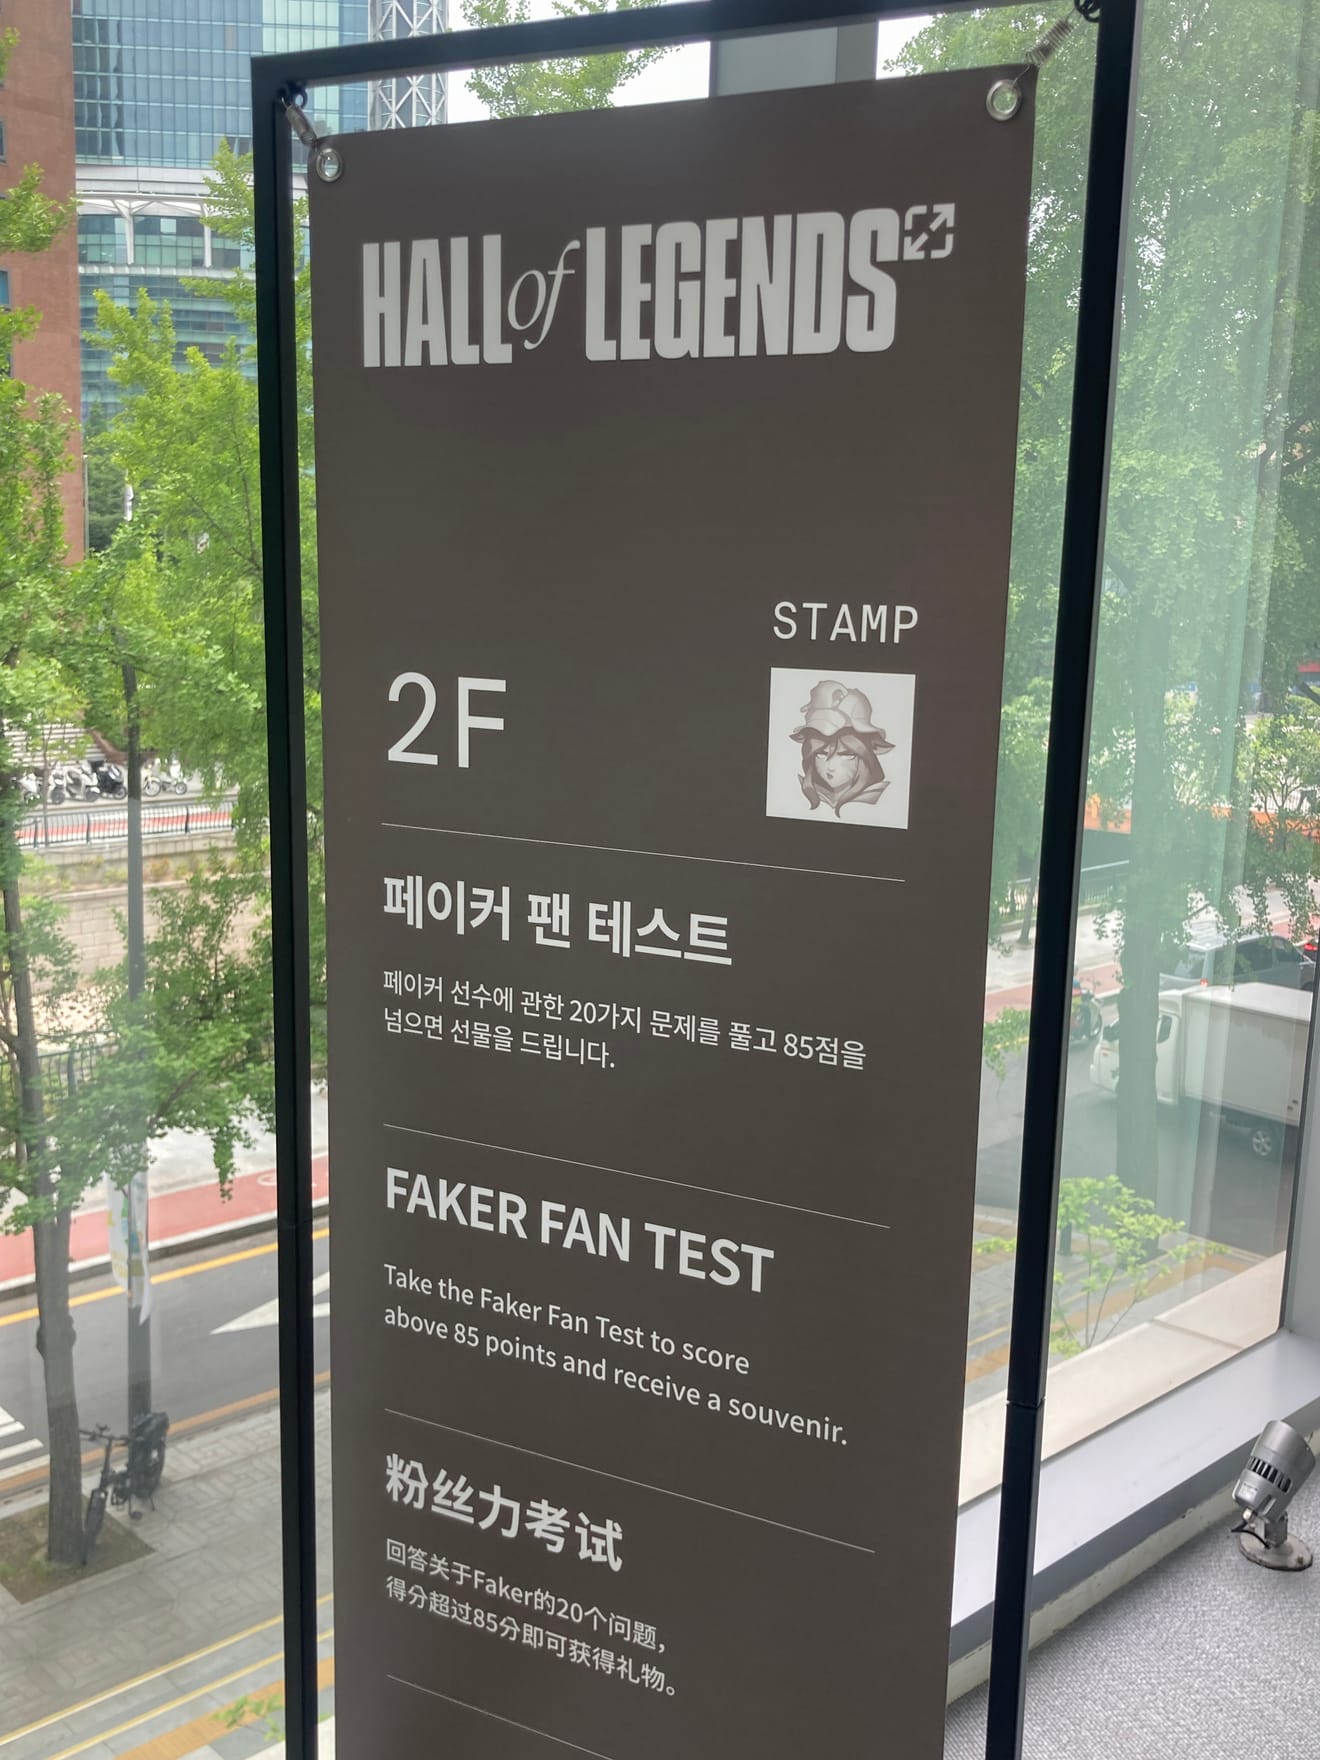 HALL of LEGENDS
STAMP
2F
페이커 팬 테스트
페이커 선수에 관한 20가지 문제를 풀고 85점을
넘으면 선물을 드립니다.
FAKER FAN TEST
Take the Faker Fan Test to score
above 85 points and receive a souvenir.
粉丝力考试
回答关于Faker的20个问题，
得分超过85分即可获得礼物。